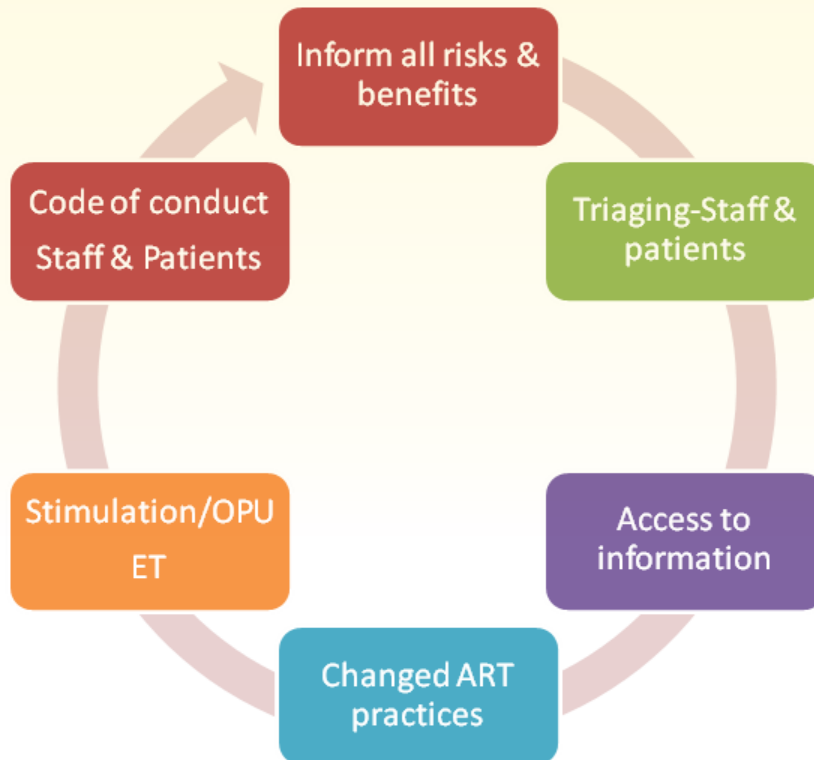 Inform all risks &
benefits
Triaging-Staff &
patients
Access to
information
Changed ART
practices
Stimulation/OPU
ET
Code of conduct
Staff & Patients